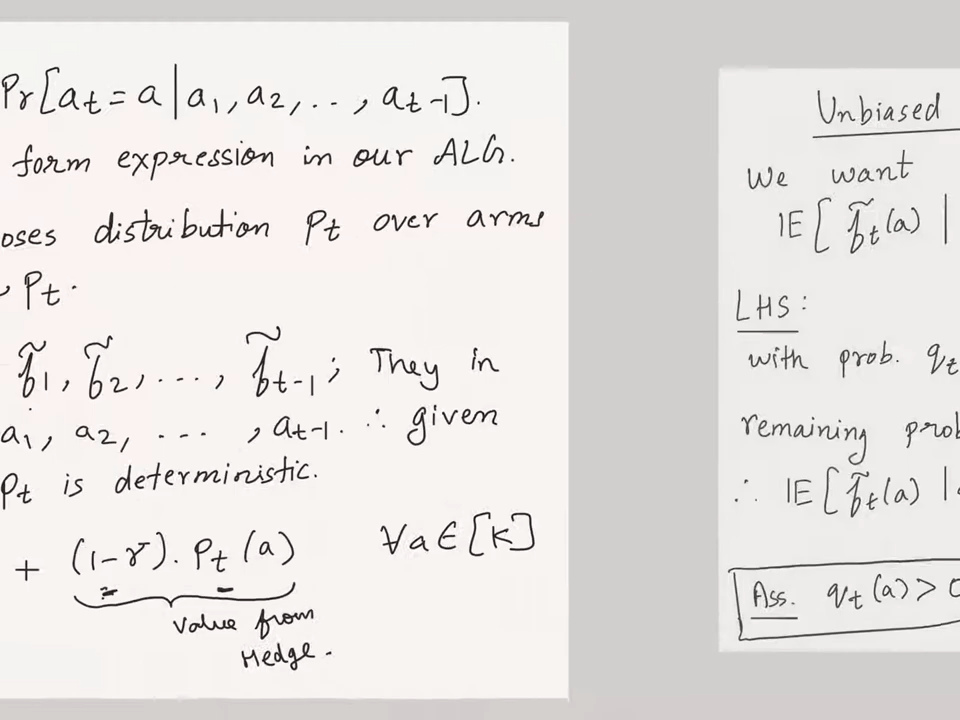 Pr[at = a | a1, a2, .., at-1].
form expression in our ALG.
oses distribution Pt over arms
Pt.
b̃1, b̃2, ..., b̃t-1; They in
a1, a2, ..., at-1. ∴ given
Pt is deterministic.
+ (1-γ). Pt(a) ∀a∈[K]
value from
Hedge.
Unbiased
We want
IE[b̃t(a) |
LHS:
with prob. qt
remaining prob
∴ IE[b̃t(a) |
Ass. qt(a) > 0